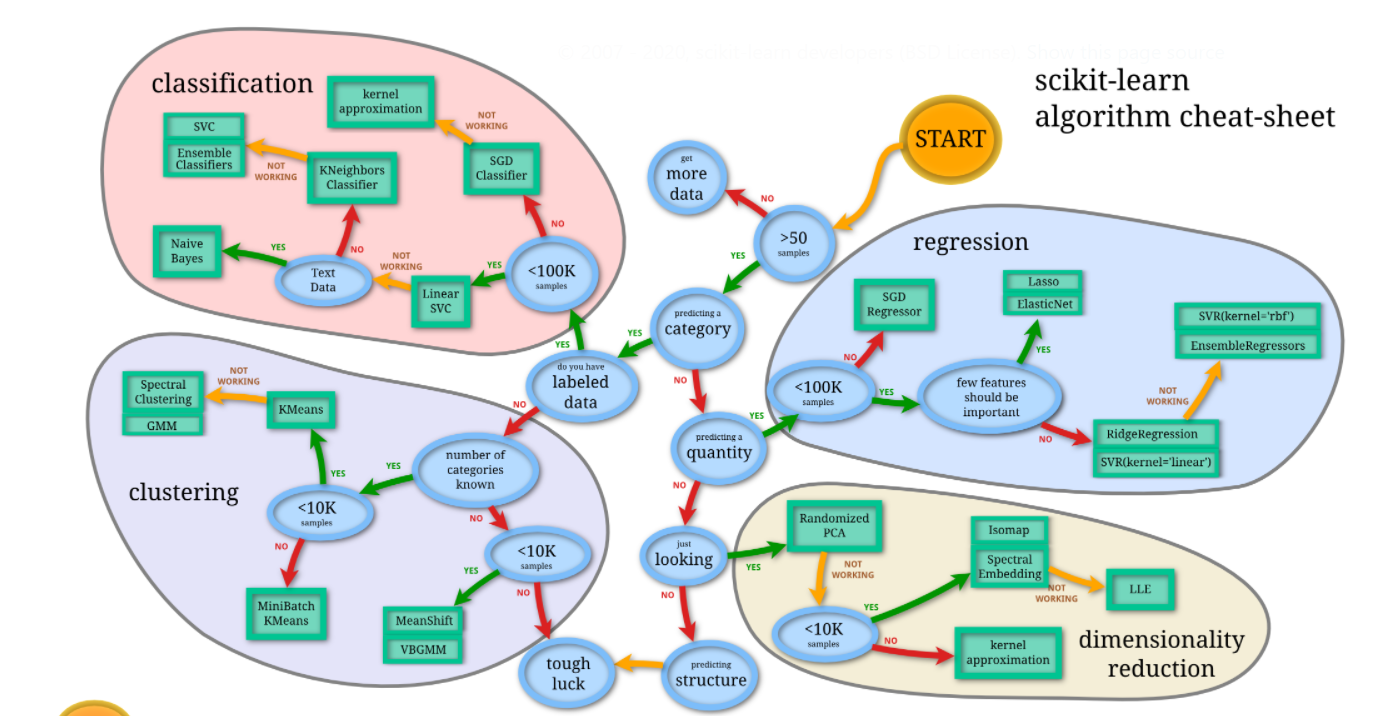 © 2007 - 2020, scikit-learn developers (BSD License). Show this page source
scikit-learn
algorithm cheat-sheet
START
get
more
data
NO
>50
samples
YES
predicting a
category
YES
NO
do you have
labeled
data
YES
NO
predicting a
quantity
YES
NO
just
looking
YES
NO
predicting
structure
tough
luck
classification
kernel
approximation
NOT
WORKING
SGD
Classifier
NO
<100K
samples
YES
Linear
SVC
NOT
WORKING
Text
Data
YES
Naive
Bayes
NO
KNeighbors
Classifier
NOT
WORKING
SVC
Ensemble
Classifiers
regression
SGD
Regressor
NO
<100K
samples
YES
few features
should be
important
YES
Lasso
ElasticNet
NO
RidgeRegression
SVR(kernel='linear')
NOT
WORKING
SVR(kernel='rbf')
EnsembleRegressors
clustering
number of
categories
known
YES
NO
<10K
samples
YES
KMeans
NOT
WORKING
Spectral
Clustering
GMM
NO
MiniBatch
KMeans
<10K
samples
YES
MeanShift
VBGMM
NO
dimensionality
reduction
Randomized
PCA
NOT
WORKING
<10K
samples
YES
Isomap
Spectral
Embedding
NOT
WORKING
LLE
NO
kernel
approximation